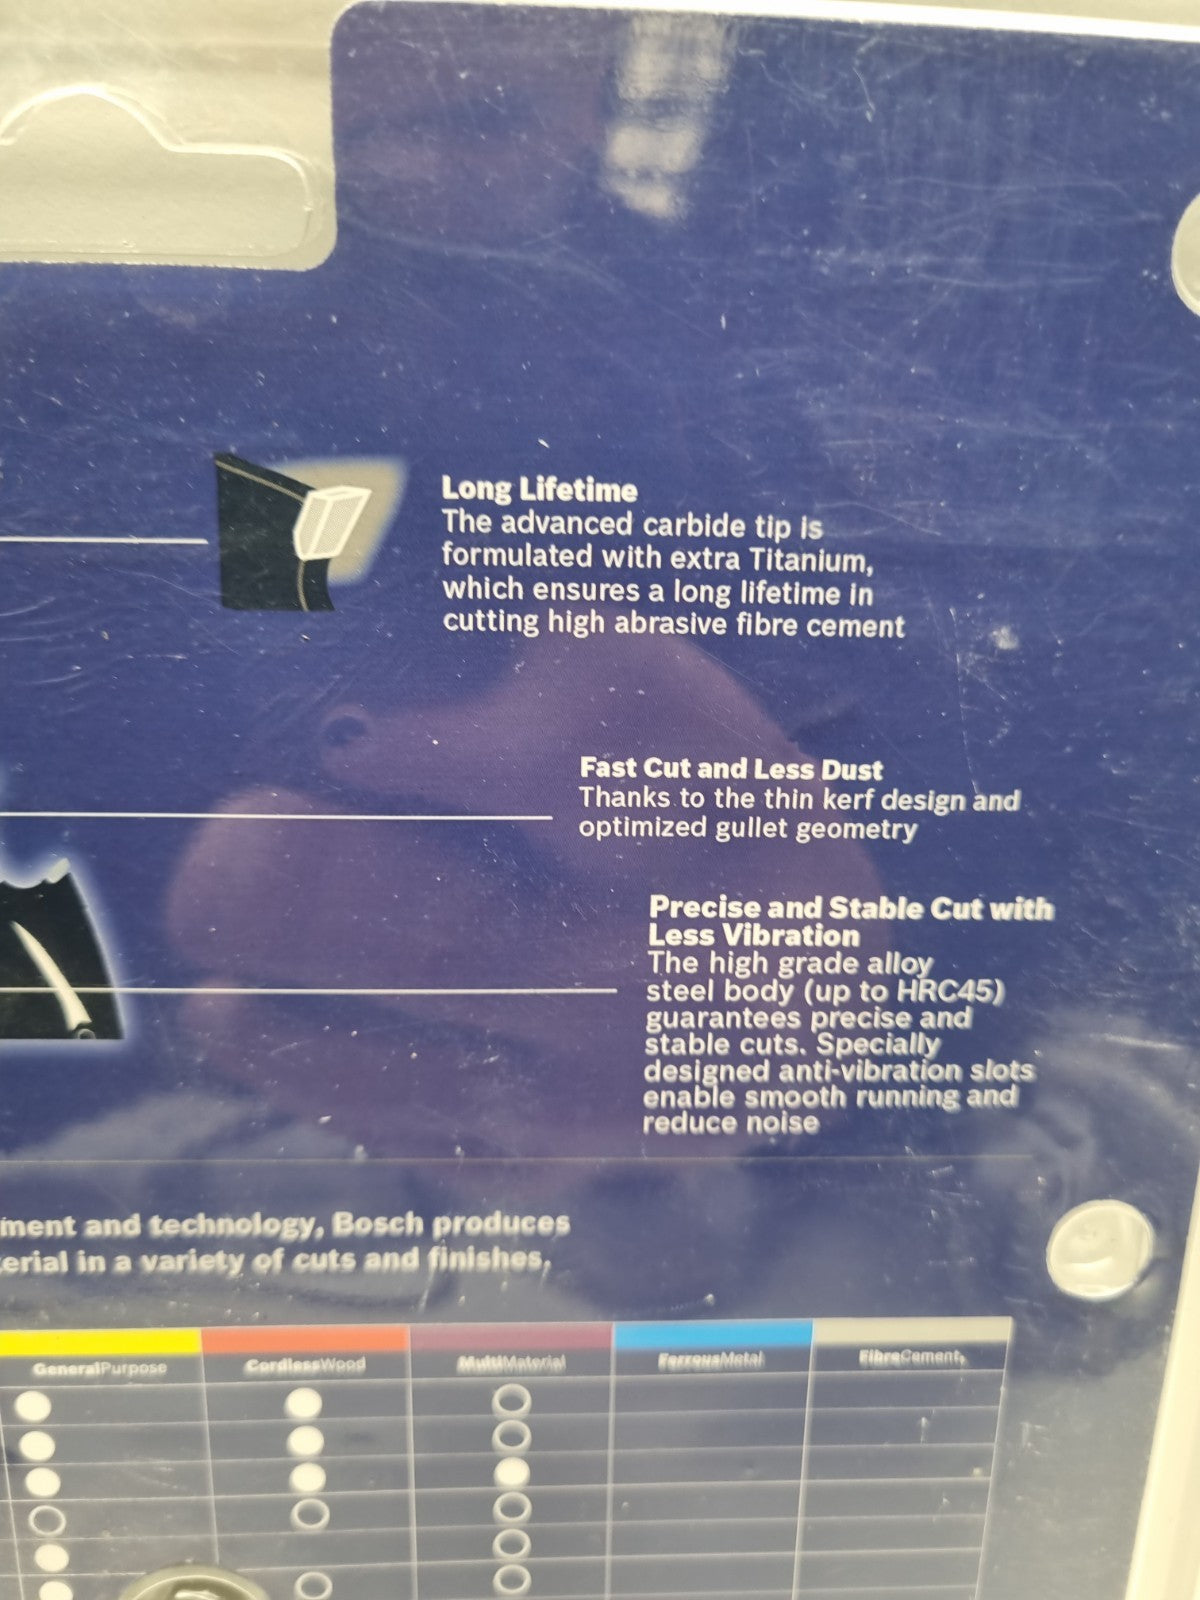 Long Lifetime
The advanced carbide tip is
formulated with extra Titanium,
which ensures a long lifetime in
cutting high abrasive fibre cement
Fast Cut and Less Dust
Thanks to the thin kerf design and
optimized gullet geometry
Precise and Stable Cut with
Less Vibration
The high grade alloy
steel body (up to HRC45)
guarantees precise and
stable cuts. Specially
designed anti-vibration slots
enable smooth running and
reduce noise
ment and technology, Bosch produces
erial in a variety of cuts and finishes.
GeneralPurpose CordlessWood MultiMaterial FerrousMetal FibreCement